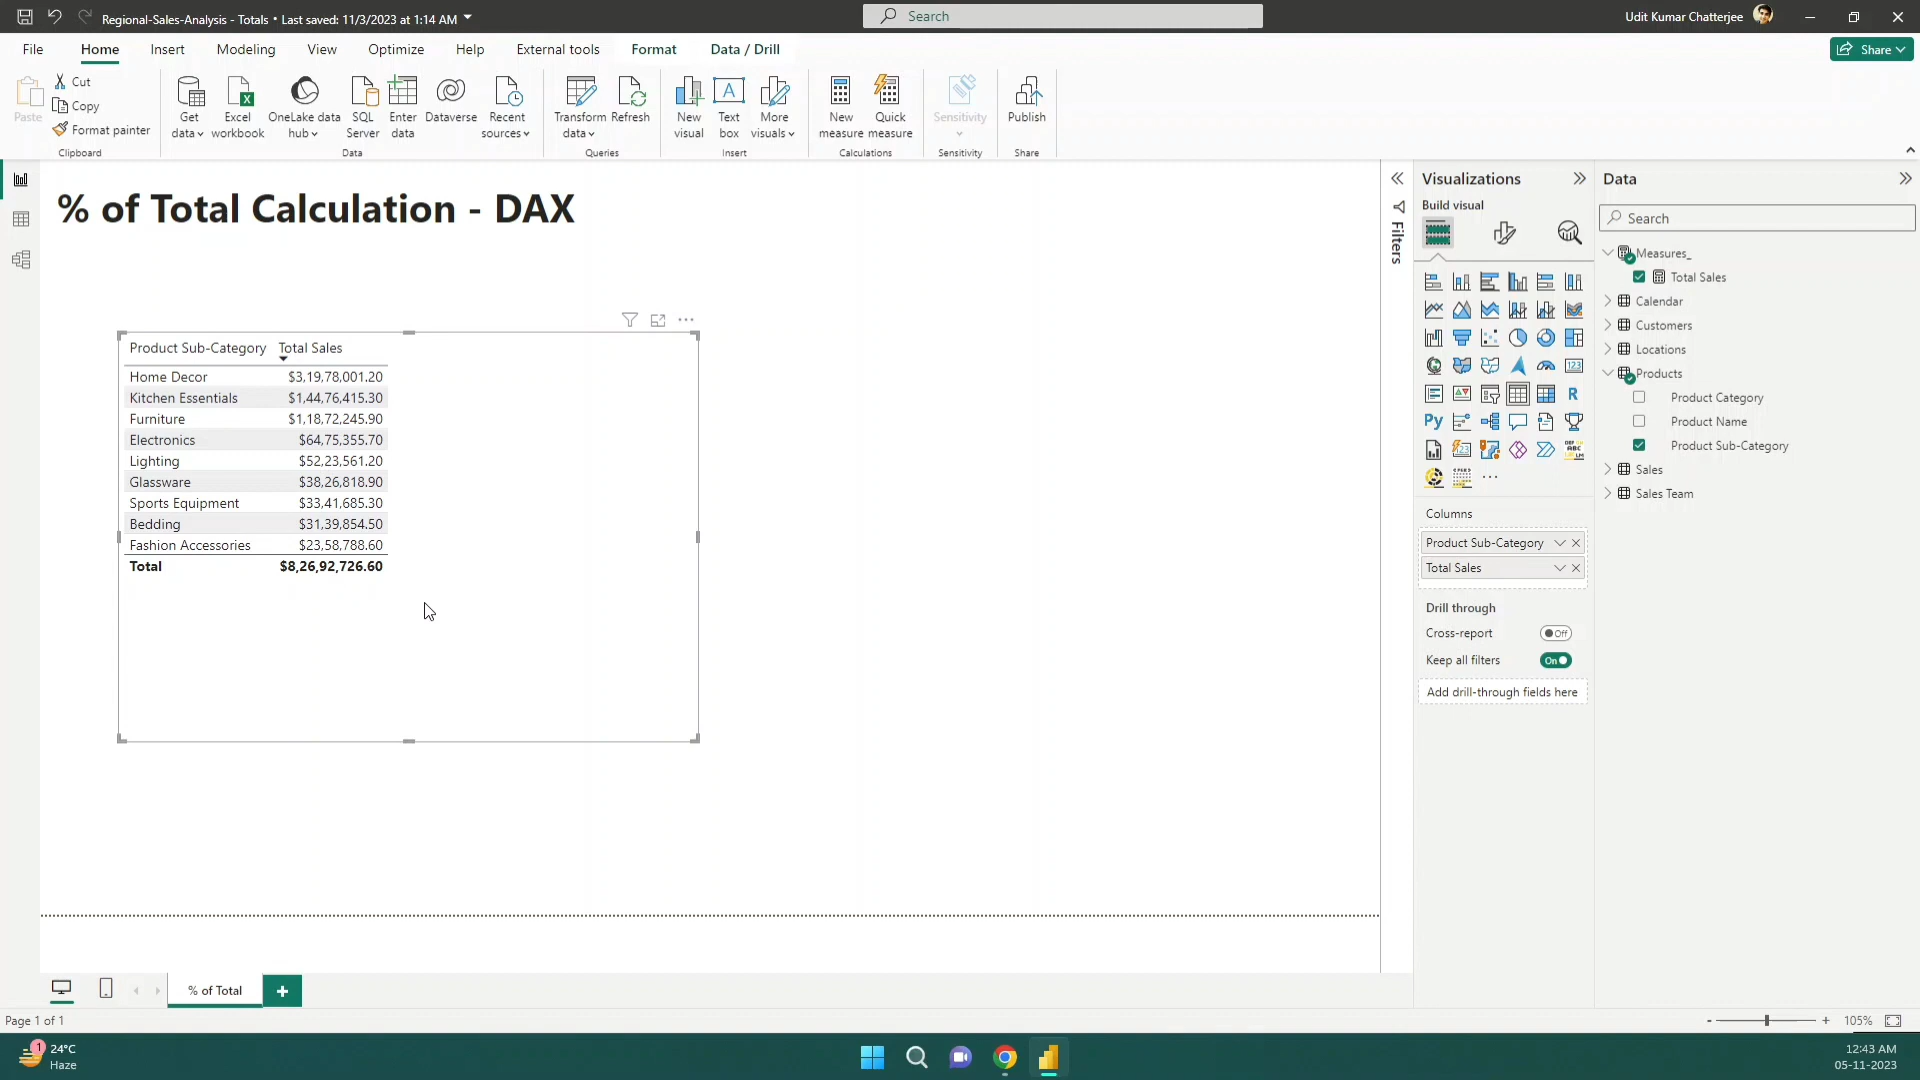 Regional-Sales-Analysis - Totals • Last saved: 11/3/2023 at 1:14 AM
Search
Udit Kumar Chatterjee
File Home Insert Modeling View Optimize Help External tools Format Data / Drill
Share
Paste
Cut
Copy
Format painter
Clipboard
Get data
Excel workbook
OneLake data hub
SQL Server
Enter data
Dataverse
Recent sources
Data
Transform data
Refresh
Queries
New visual
Text box
More visuals
Insert
New measure
Quick measure
Calculations
Sensitivity
Sensitivity
Publish
Share
% of Total Calculation - DAX
Product Sub-Category Total Sales
Home Decor $3,19,78,001.20
Kitchen Essentials $1,44,76,415.30
Furniture $1,18,72,245.90
Electronics $64,75,355.70
Lighting $52,23,561.20
Glassware $38,26,818.90
Sports Equipment $33,41,685.30
Bedding $31,39,854.50
Fashion Accessories $23,58,788.60
Total $8,26,92,726.60
Filters
Visualizations
Build visual
R
Py
123
Columns
Product Sub-Category
Total Sales
Drill through
Cross-report Off
Keep all filters On
Add drill-through fields here
Data
Search
Measures_
Total Sales
Calendar
Customers
Locations
Products
Product Category
Product Name
Product Sub-Category
Sales
Sales Team
% of Total
Page 1 of 1
105%
1
24°C
Haze
12:43 AM
05-11-2023